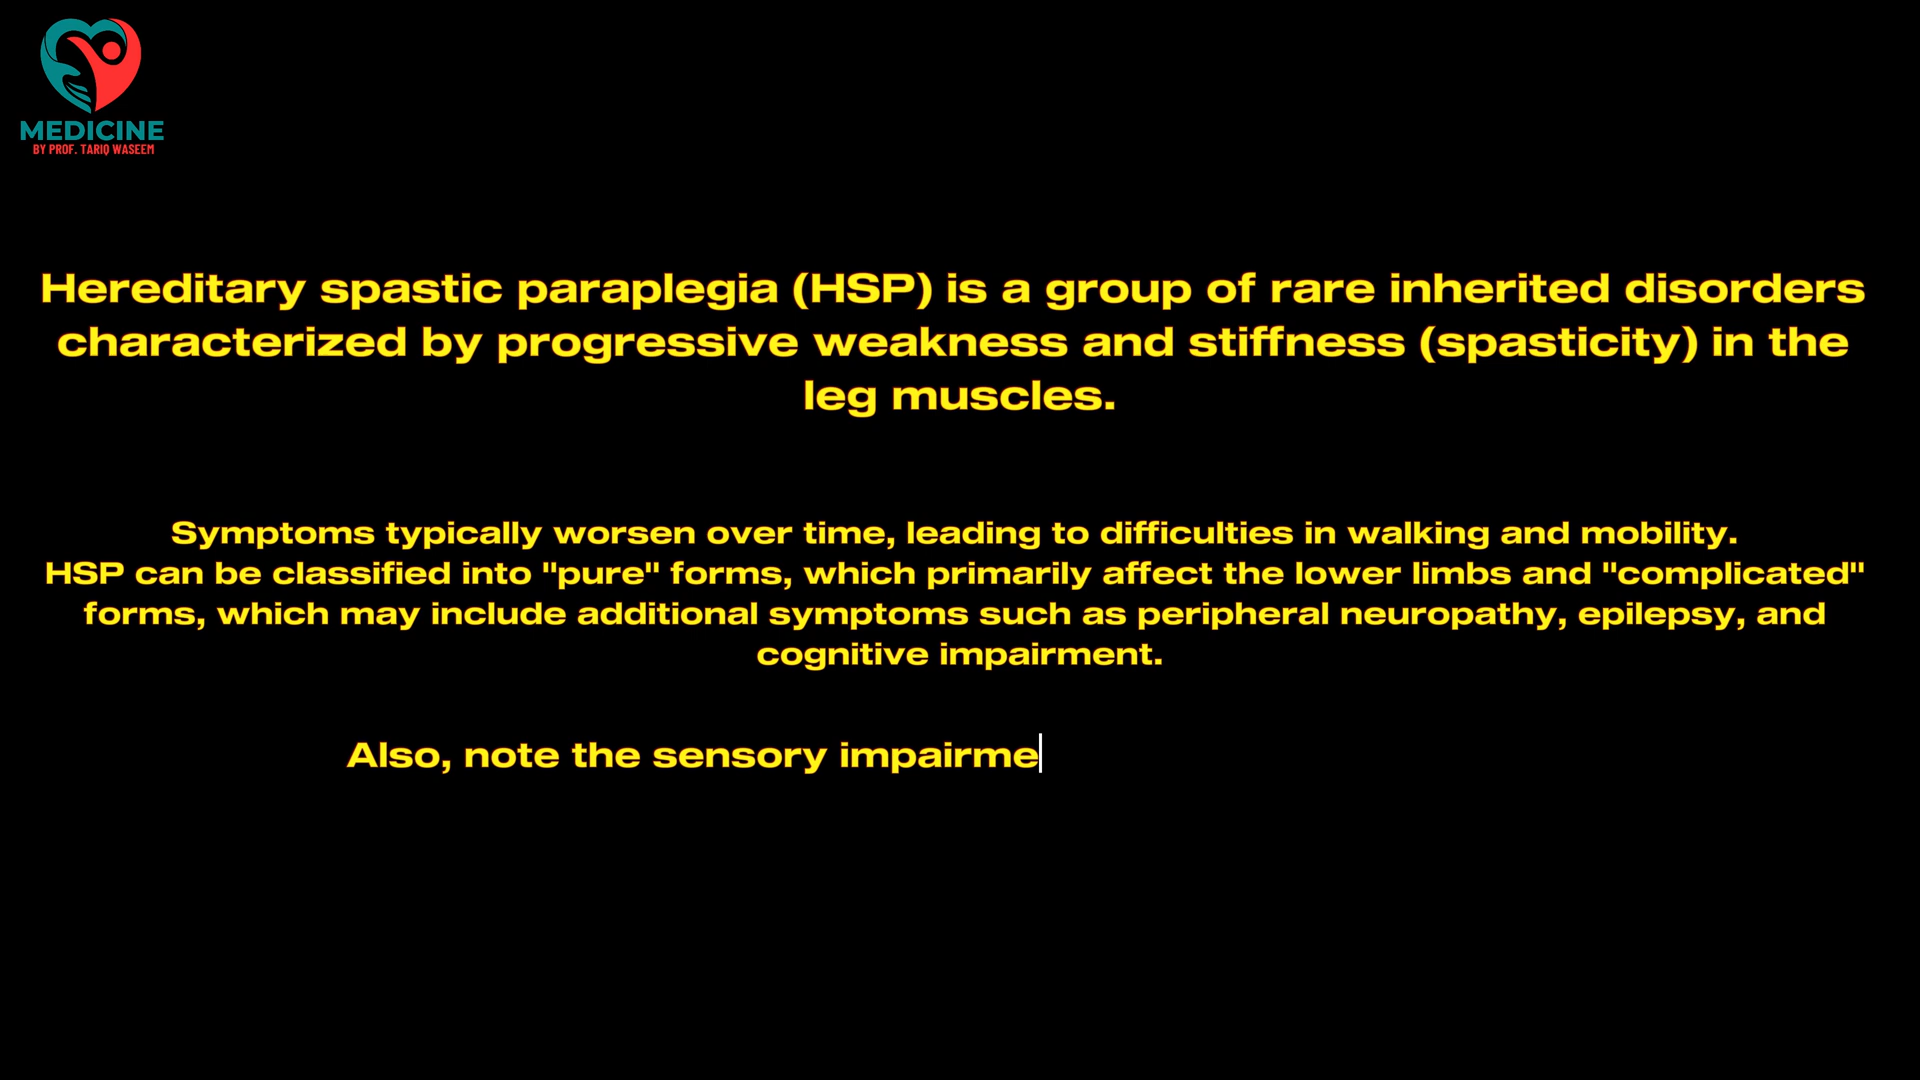 MEDICINE
BY PROF. TARIQ WASEEM
Hereditary spastic paraplegia (HSP) is a group of rare inherited disorders
characterized by progressive weakness and stiffness (spasticity) in the
leg muscles.
Symptoms typically worsen over time, leading to difficulties in walking and mobility.
HSP can be classified into "pure" forms, which primarily affect the lower limbs and "complicated"
forms, which may include additional symptoms such as peripheral neuropathy, epilepsy, and
cognitive impairment.
Also, note the sensory impairme